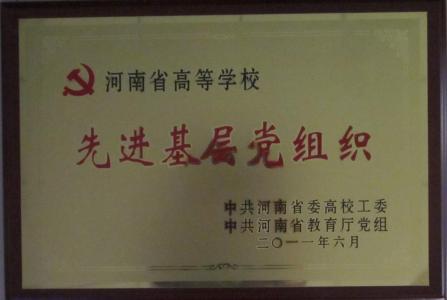 河南省高等学校
先进基层党组织
中共河南省委高校工委
中共河南省教育厅党组
二〇一一年六月